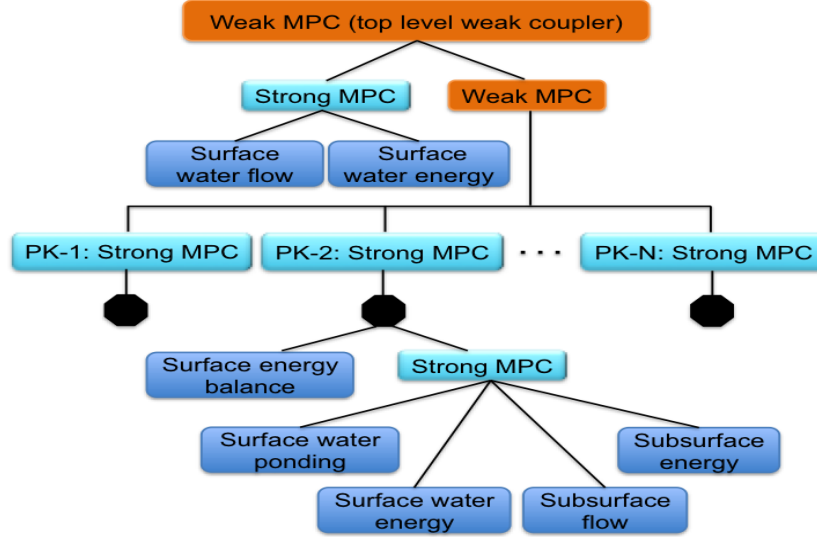 Weak MPC (top level weak coupler)
Strong MPC
Weak MPC
Surface
water flow
Surface
water energy
PK-1: Strong MPC
PK-2: Strong MPC
. . .
PK-N: Strong MPC
Surface energy
balance
Strong MPC
Surface water
ponding
Subsurface
energy
Surface water
energy
Subsurface
flow